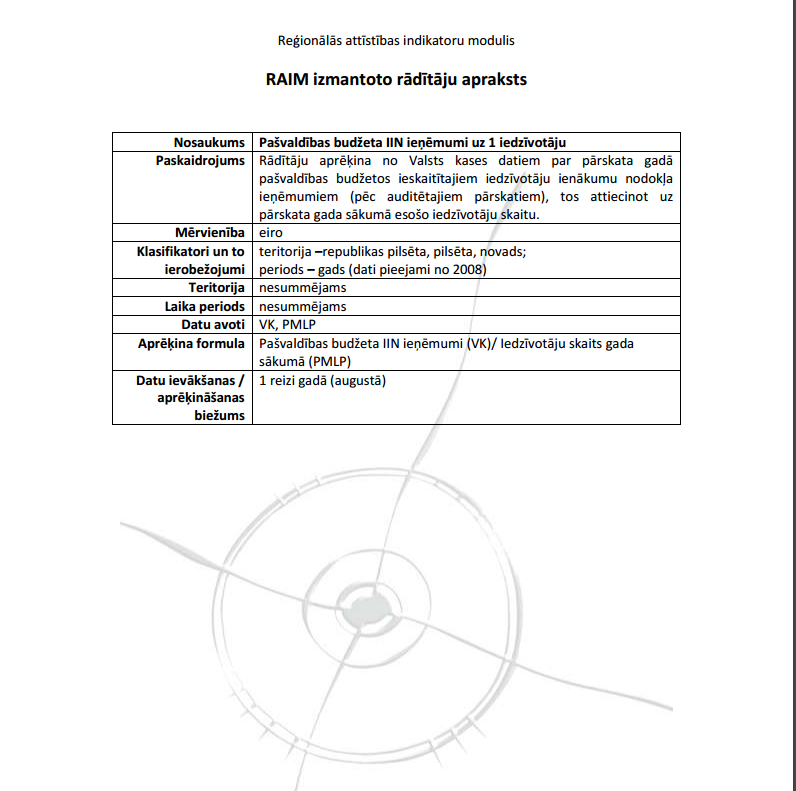 Reģionālās attīstības indikatoru modulis
RAIM izmantoto rādītāju apraksts
Nosaukums Pašvaldības budžeta IIN ieņēmumi uz 1 iedzīvotāju
Paskaidrojums Rādītāju aprēķina no Valsts kases datiem par pārskata gadā
pašvaldības budžetos ieskaitītajiem iedzīvotāju ienākumu nodokļa
ieņēmumiem (pēc auditētajiem pārskatiem), tos attiecinot uz
pārskata gada sākumā esošo iedzīvotāju skaitu.
Mērvienība eiro
Klasifikatori un to teritorija –republikas pilsēta, pilsēta, novads;
ierobežojumi periods – gads (dati pieejami no 2008)
Teritorija nesummējams
Laika periods nesummējams
Datu avoti VK, PMLP
Aprēķina formula Pašvaldības budžeta IIN ieņēmumi (VK)/ Iedzīvotāju skaits gada
sākumā (PMLP)
Datu ievākšanas / 1 reizi gadā (augustā)
aprēķināšanas
biežums